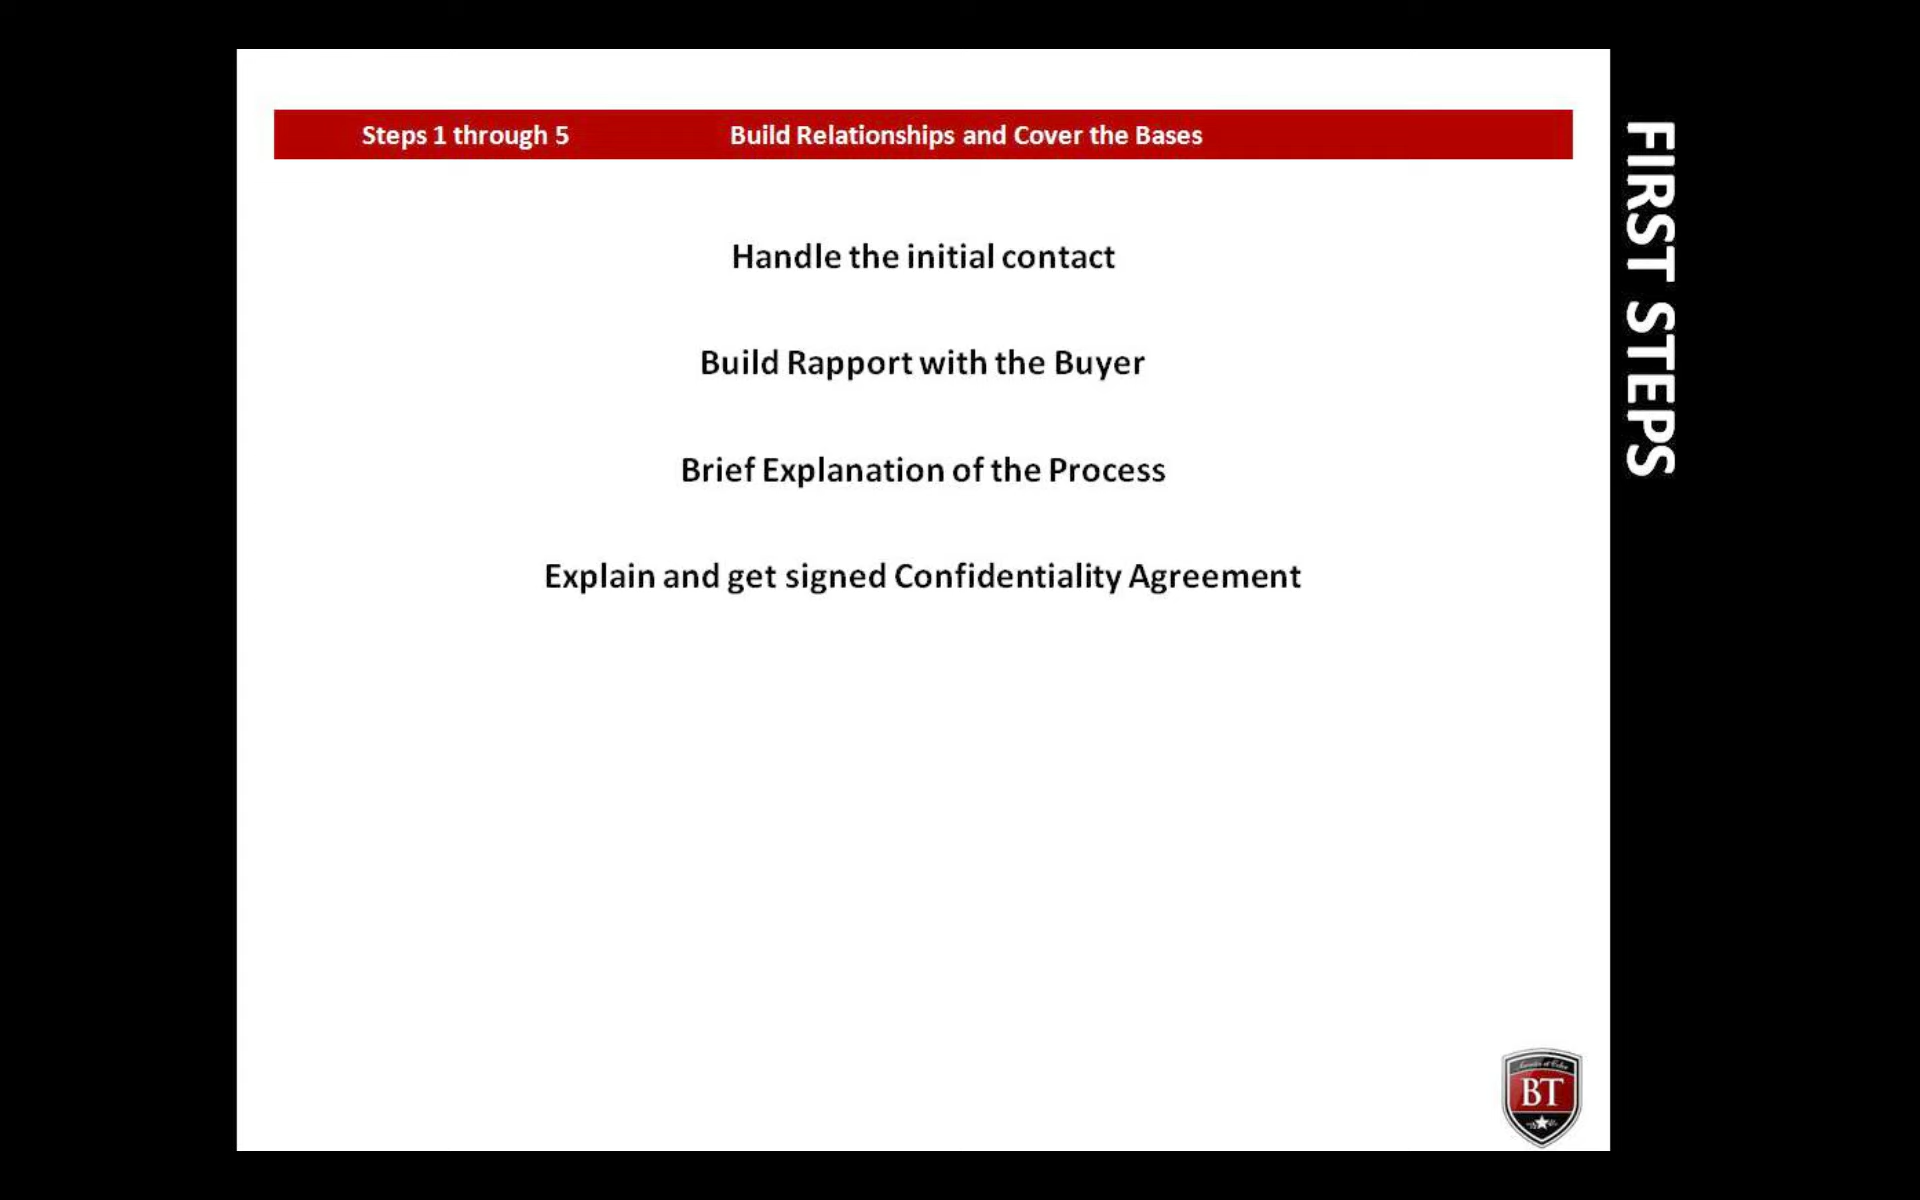 Steps 1 through 5 Build Relationships and Cover the Bases
Handle the initial contact
Build Rapport with the Buyer
Brief Explanation of the Process
Explain and get signed Confidentiality Agreement
FIRST STEPS
BT